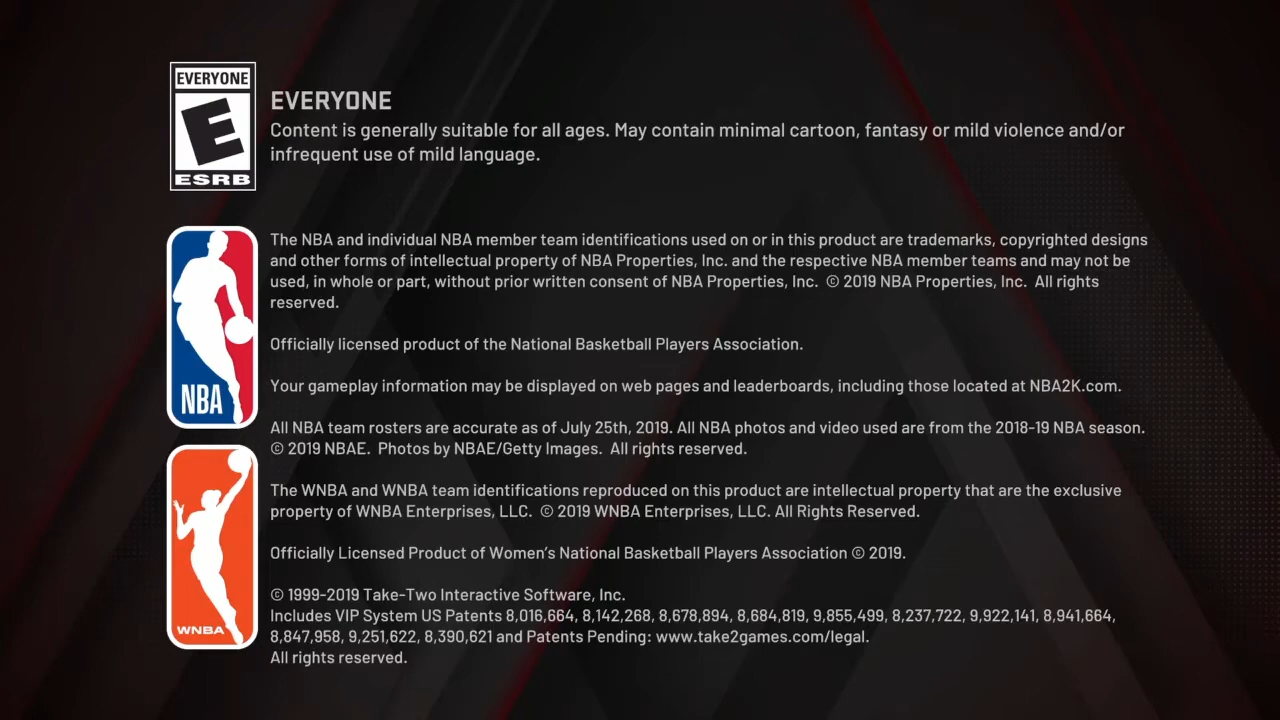 EVERYONE
E
ESRB
EVERYONE
Content is generally suitable for all ages. May contain minimal cartoon, fantasy or mild violence and/or
infrequent use of mild language.
NBA
The NBA and individual NBA member team identifications used on or in this product are trademarks, copyrighted designs
and other forms of intellectual property of NBA Properties, Inc. and the respective NBA member teams and may not be
used, in whole or part, without prior written consent of NBA Properties, Inc.  © 2019 NBA Properties, Inc.  All rights
reserved.
Officially licensed product of the National Basketball Players Association.
Your gameplay information may be displayed on web pages and leaderboards, including those located at NBA2K.com.
All NBA team rosters are accurate as of July 25th, 2019. All NBA photos and video used are from the 2018-19 NBA season.
© 2019 NBAE.  Photos by NBAE/Getty Images.  All rights reserved.
WNBA
The WNBA and WNBA team identifications reproduced on this product are intellectual property that are the exclusive
property of WNBA Enterprises, LLC.  © 2019 WNBA Enterprises, LLC. All Rights Reserved.
Officially Licensed Product of Women's National Basketball Players Association © 2019.
© 1999-2019 Take-Two Interactive Software, Inc.
Includes VIP System US Patents 8,016,664, 8,142,268, 8,678,894, 8,684,819, 9,855,499, 8,237,722, 9,922,141, 8,941,664,
8,847,958, 9,251,622, 8,390,621 and Patents Pending: www.take2games.com/legal.
All rights reserved.